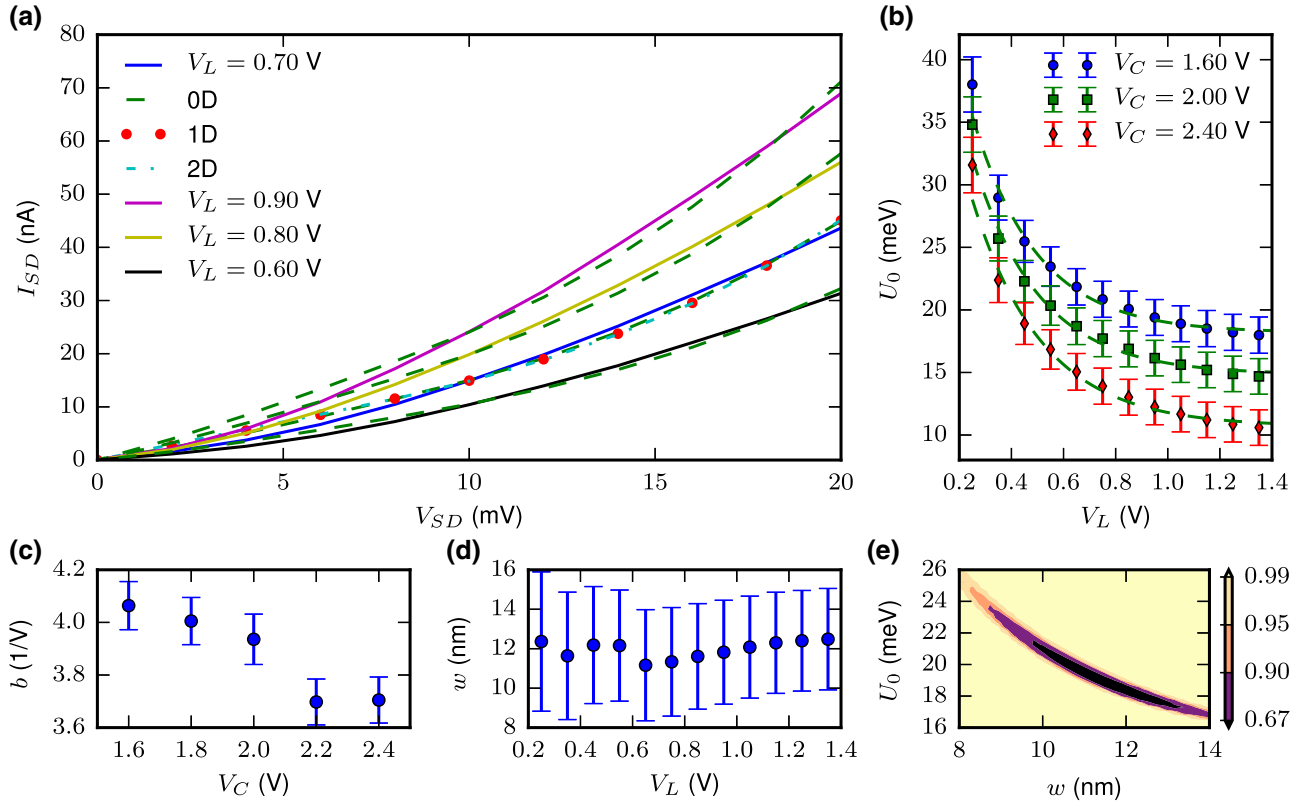 (a)
80
70
60
50
40
30
20
10
0
I_SD (nA)
V_L = 0.70 V
0D
1D
2D
V_L = 0.90 V
V_L = 0.80 V
V_L = 0.60 V
0 5 10 15 20
V_SD (mV)
(b)
40
35
30
25
20
15
10
U_0 (meV)
V_C = 1.60 V
V_C = 2.00 V
V_C = 2.40 V
0.2 0.4 0.6 0.8 1.0 1.2 1.4
V_L (V)
(c)
4.2
4.0
3.8
3.6
b (1/V)
1.6 1.8 2.0 2.2 2.4
V_C (V)
(d)
16
14
12
10
8
w (nm)
0.2 0.4 0.6 0.8 1.0 1.2 1.4
V_L (V)
(e)
26
24
22
20
18
16
U_0 (meV)
8 10 12 14
w (nm)
0.99
0.95
0.90
0.67